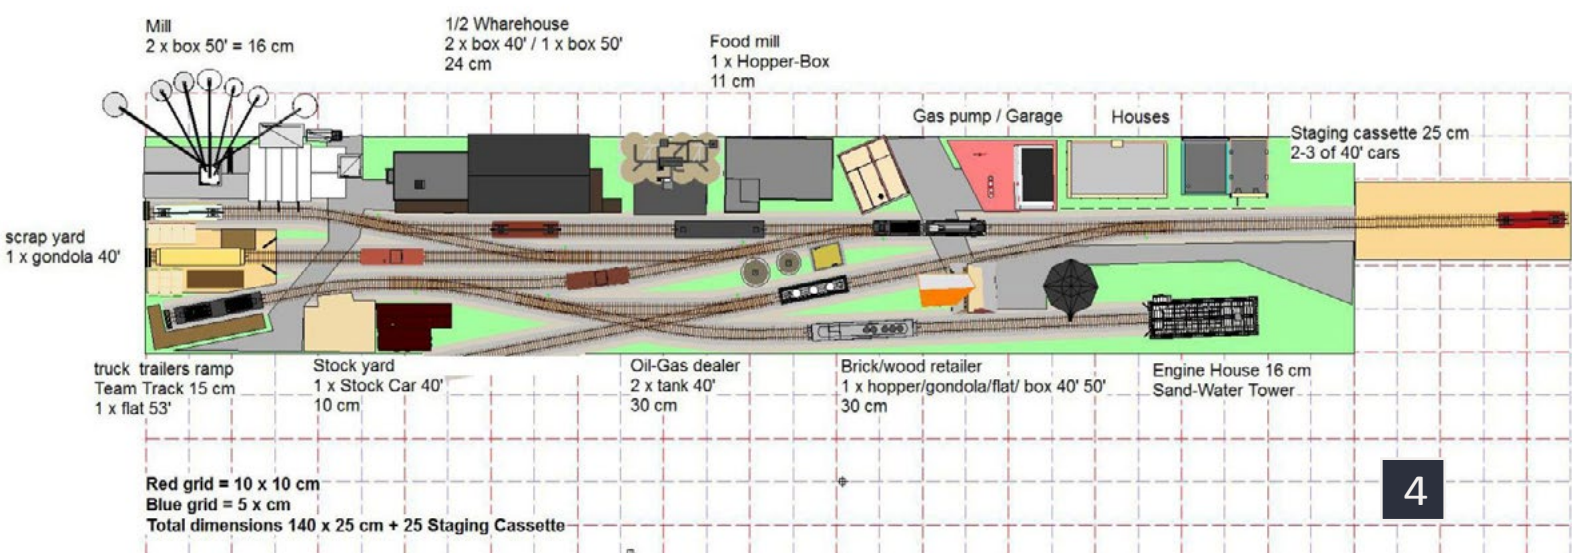 Mill
2 x box 50' = 16 cm
1/2 Wharehouse
2 x box 40' / 1 x box 50'
24 cm
Food mill
1 x Hopper-Box
11 cm
Gas pump / Garage
Houses
Staging cassette 25 cm
2-3 of 40' cars
scrap yard
1 x gondola 40'
truck trailers ramp
Team Track 15 cm
1 x flat 53'
Stock yard
1 x Stock Car 40'
10 cm
Oil-Gas dealer
2 x tank 40'
30 cm
Brick/wood retailer
1 x hopper/gondola/flat/ box 40' 50'
30 cm
Engine House 16 cm
Sand-Water Tower
Red grid = 10 x 10 cm
Blue grid = 5 x cm
Total dimensions 140 x 25 cm + 25 Staging Cassette
4